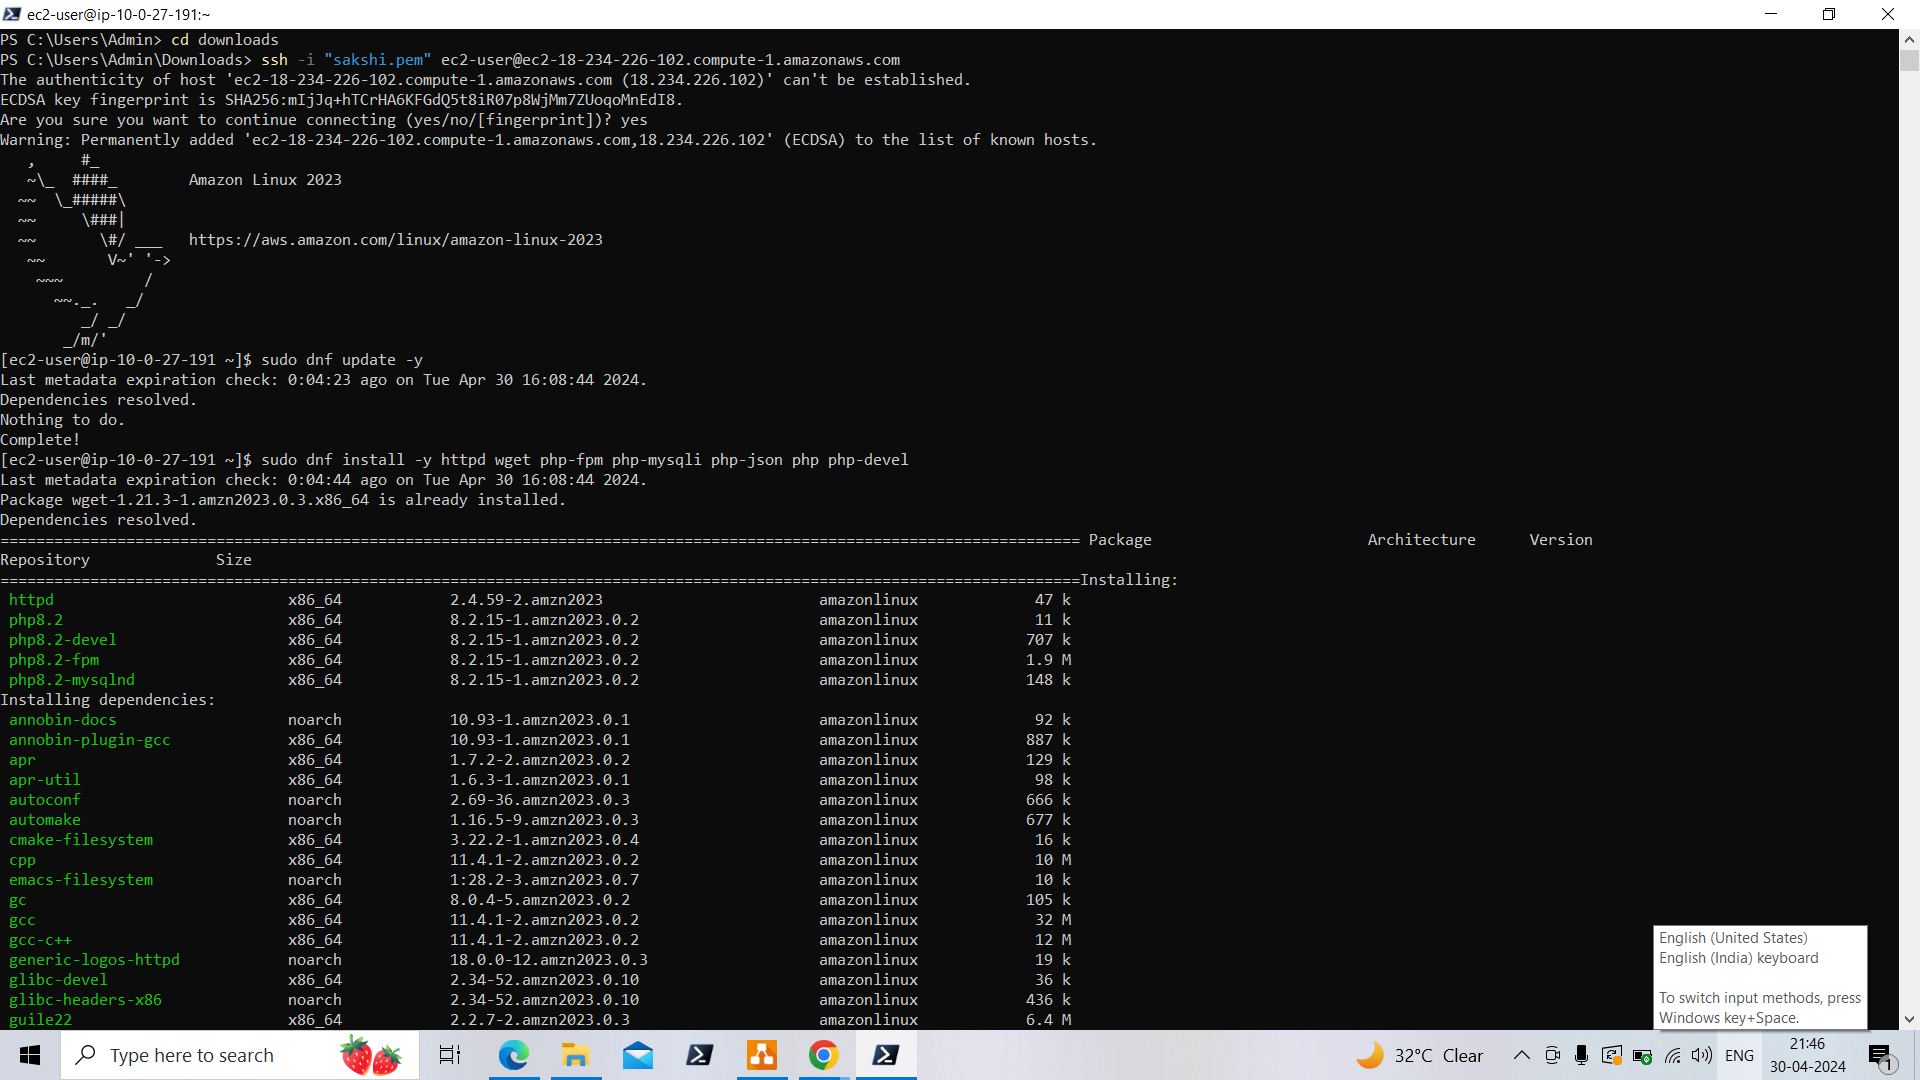 ec2-user@ip-10-0-27-191:~
PS C:\Users\Admin> cd downloads
PS C:\Users\Admin\Downloads> ssh -i "sakshi.pem" ec2-user@ec2-18-234-226-102.compute-1.amazonaws.com
The authenticity of host 'ec2-18-234-226-102.compute-1.amazonaws.com (18.234.226.102)' can't be established.
ECDSA key fingerprint is SHA256:mIjJq+hTCrHA6KFGdQ5t8iR07p8WjMm7ZUoqoMnEdI8.
Are you sure you want to continue connecting (yes/no/[fingerprint])? yes
Warning: Permanently added 'ec2-18-234-226-102.compute-1.amazonaws.com,18.234.226.102' (ECDSA) to the list of known hosts.
   ,     #_
   ~\_  ####_        Amazon Linux 2023
  ~~  \_#####\
  ~~     \###|
  ~~       \#/ ___   https://aws.amazon.com/linux/amazon-linux-2023
   ~~       V~' '->
    ~~~         /
      ~~._.   _/
         _/ _/
       _/m/'
[ec2-user@ip-10-0-27-191 ~]$ sudo dnf update -y
Last metadata expiration check: 0:04:23 ago on Tue Apr 30 16:08:44 2024.
Dependencies resolved.
Nothing to do.
Complete!
[ec2-user@ip-10-0-27-191 ~]$ sudo dnf install -y httpd wget php-fpm php-mysqli php-json php php-devel
Last metadata expiration check: 0:04:44 ago on Tue Apr 30 16:08:44 2024.
Package wget-1.21.3-1.amzn2023.0.3.x86_64 is already installed.
Dependencies resolved.
======================================================================================================================== Package                        Architecture      Version
Repository              Size
========================================================================================================================Installing:
 httpd                          x86_64            2.4.59-2.amzn2023                        amazonlinux             47 k
 php8.2                         x86_64            8.2.15-1.amzn2023.0.2                    amazonlinux             11 k
 php8.2-devel                   x86_64            8.2.15-1.amzn2023.0.2                    amazonlinux            707 k
 php8.2-fpm                     x86_64            8.2.15-1.amzn2023.0.2                    amazonlinux            1.9 M
 php8.2-mysqlnd                 x86_64            8.2.15-1.amzn2023.0.2                    amazonlinux            148 k
Installing dependencies:
 annobin-docs                   noarch            10.93-1.amzn2023.0.1                     amazonlinux             92 k
 annobin-plugin-gcc             x86_64            10.93-1.amzn2023.0.1                     amazonlinux            887 k
 apr                            x86_64            1.7.2-2.amzn2023.0.2                     amazonlinux            129 k
 apr-util                       x86_64            1.6.3-1.amzn2023.0.1                     amazonlinux             98 k
 autoconf                       noarch            2.69-36.amzn2023.0.3                     amazonlinux            666 k
 automake                       noarch            1.16.5-9.amzn2023.0.3                    amazonlinux            677 k
 cmake-filesystem               x86_64            3.22.2-1.amzn2023.0.4                    amazonlinux             16 k
 cpp                            x86_64            11.4.1-2.amzn2023.0.2                    amazonlinux             10 M
 emacs-filesystem               noarch            1:28.2-3.amzn2023.0.7                    amazonlinux             10 k
 gc                             x86_64            8.0.4-5.amzn2023.0.2                     amazonlinux            105 k
 gcc                            x86_64            11.4.1-2.amzn2023.0.2                    amazonlinux             32 M
 gcc-c++                        x86_64            11.4.1-2.amzn2023.0.2                    amazonlinux             12 M
 generic-logos-httpd            noarch            18.0.0-12.amzn2023.0.3                   amazonlinux             19 k
 glibc-devel                    x86_64            2.34-52.amzn2023.0.10                    amazonlinux             36 k
 glibc-headers-x86              noarch            2.34-52.amzn2023.0.10                    amazonlinux            436 k
 guile22                        x86_64            2.2.7-2.amzn2023.0.3                     amazonlinux            6.4 M
English (United States)
English (India) keyboard
To switch input methods, press
Windows key+Space.
Type here to search
32°C Clear
ENG
21:46
30-04-2024
1